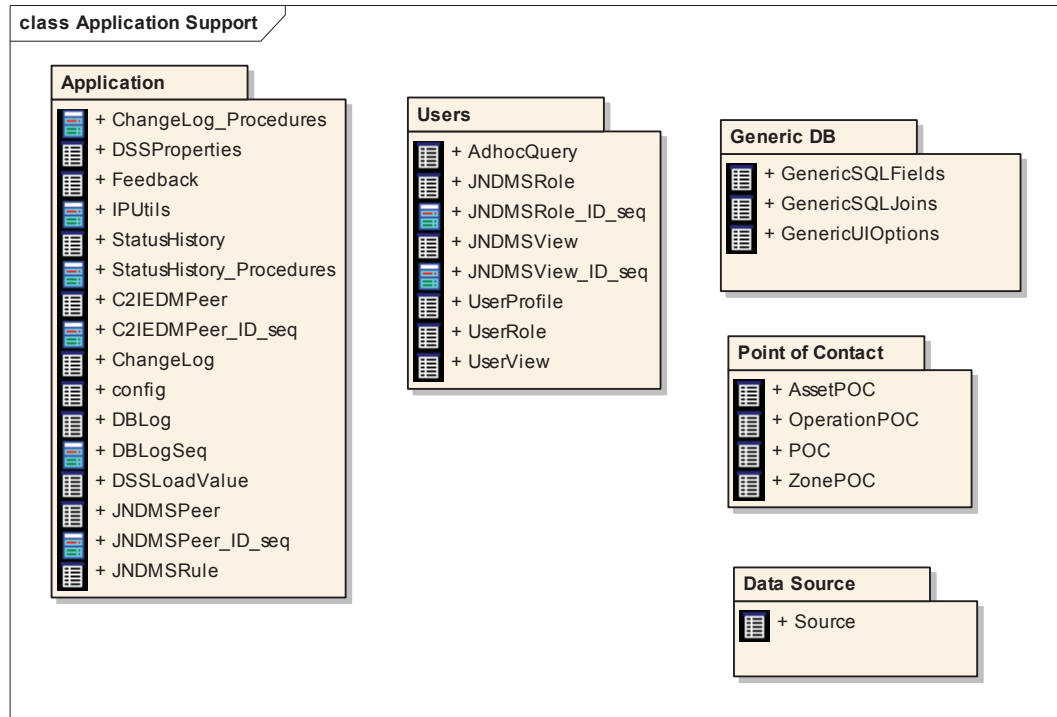 class Application Support
Application
+ ChangeLog_Procedures
+ DSSProperties
+ Feedback
+ IPUtils
+ StatusHistory
+ StatusHistory_Procedures
+ C2IEDMPeer
+ C2IEDMPeer_ID_seq
+ ChangeLog
+ config
+ DBLog
+ DBLogSeq
+ DSSLoadValue
+ JNDMSPeer
+ JNDMSPeer_ID_seq
+ JNDMSRule
Users
+ AdhocQuery
+ JNDMSRole
+ JNDMSRole_ID_seq
+ JNDMSView
+ JNDMSView_ID_seq
+ UserProfile
+ UserRole
+ UserView
Generic DB
+ GenericSQLFields
+ GenericSQLJoins
+ GenericUIOptions
Point of Contact
+ AssetPOC
+ OperationPOC
+ POC
+ ZonePOC
Data Source
+ Source